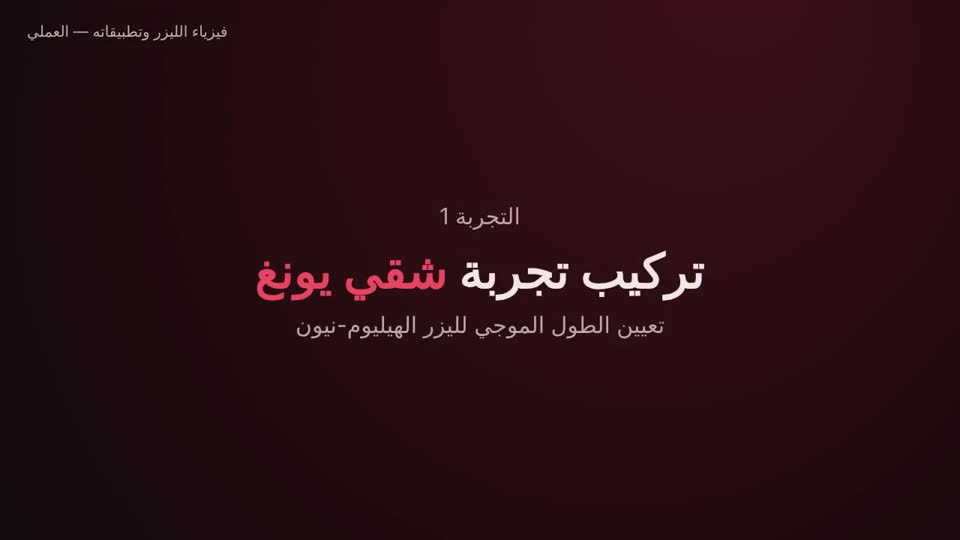 فيزياء الليزر وتطبيقاته — العملي
التجربة 1
تركيب تجربة شقي يونغ
تعيين الطول الموجي لليزر الهيليوم-نيون